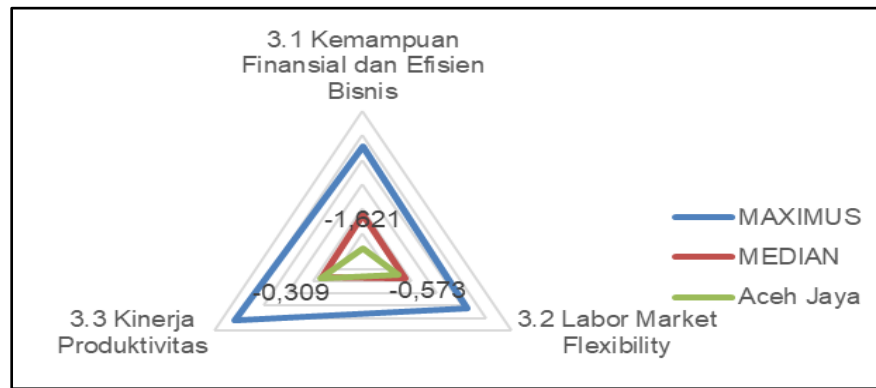 3.1 Kemampuan
Finansial dan Efisien
Bisnis
-1,621
MAXIMUS
MEDIAN
Aceh Jaya
-0,309
-0,573
3.3 Kinerja
Produktivitas
3.2 Labor Market
Flexibility